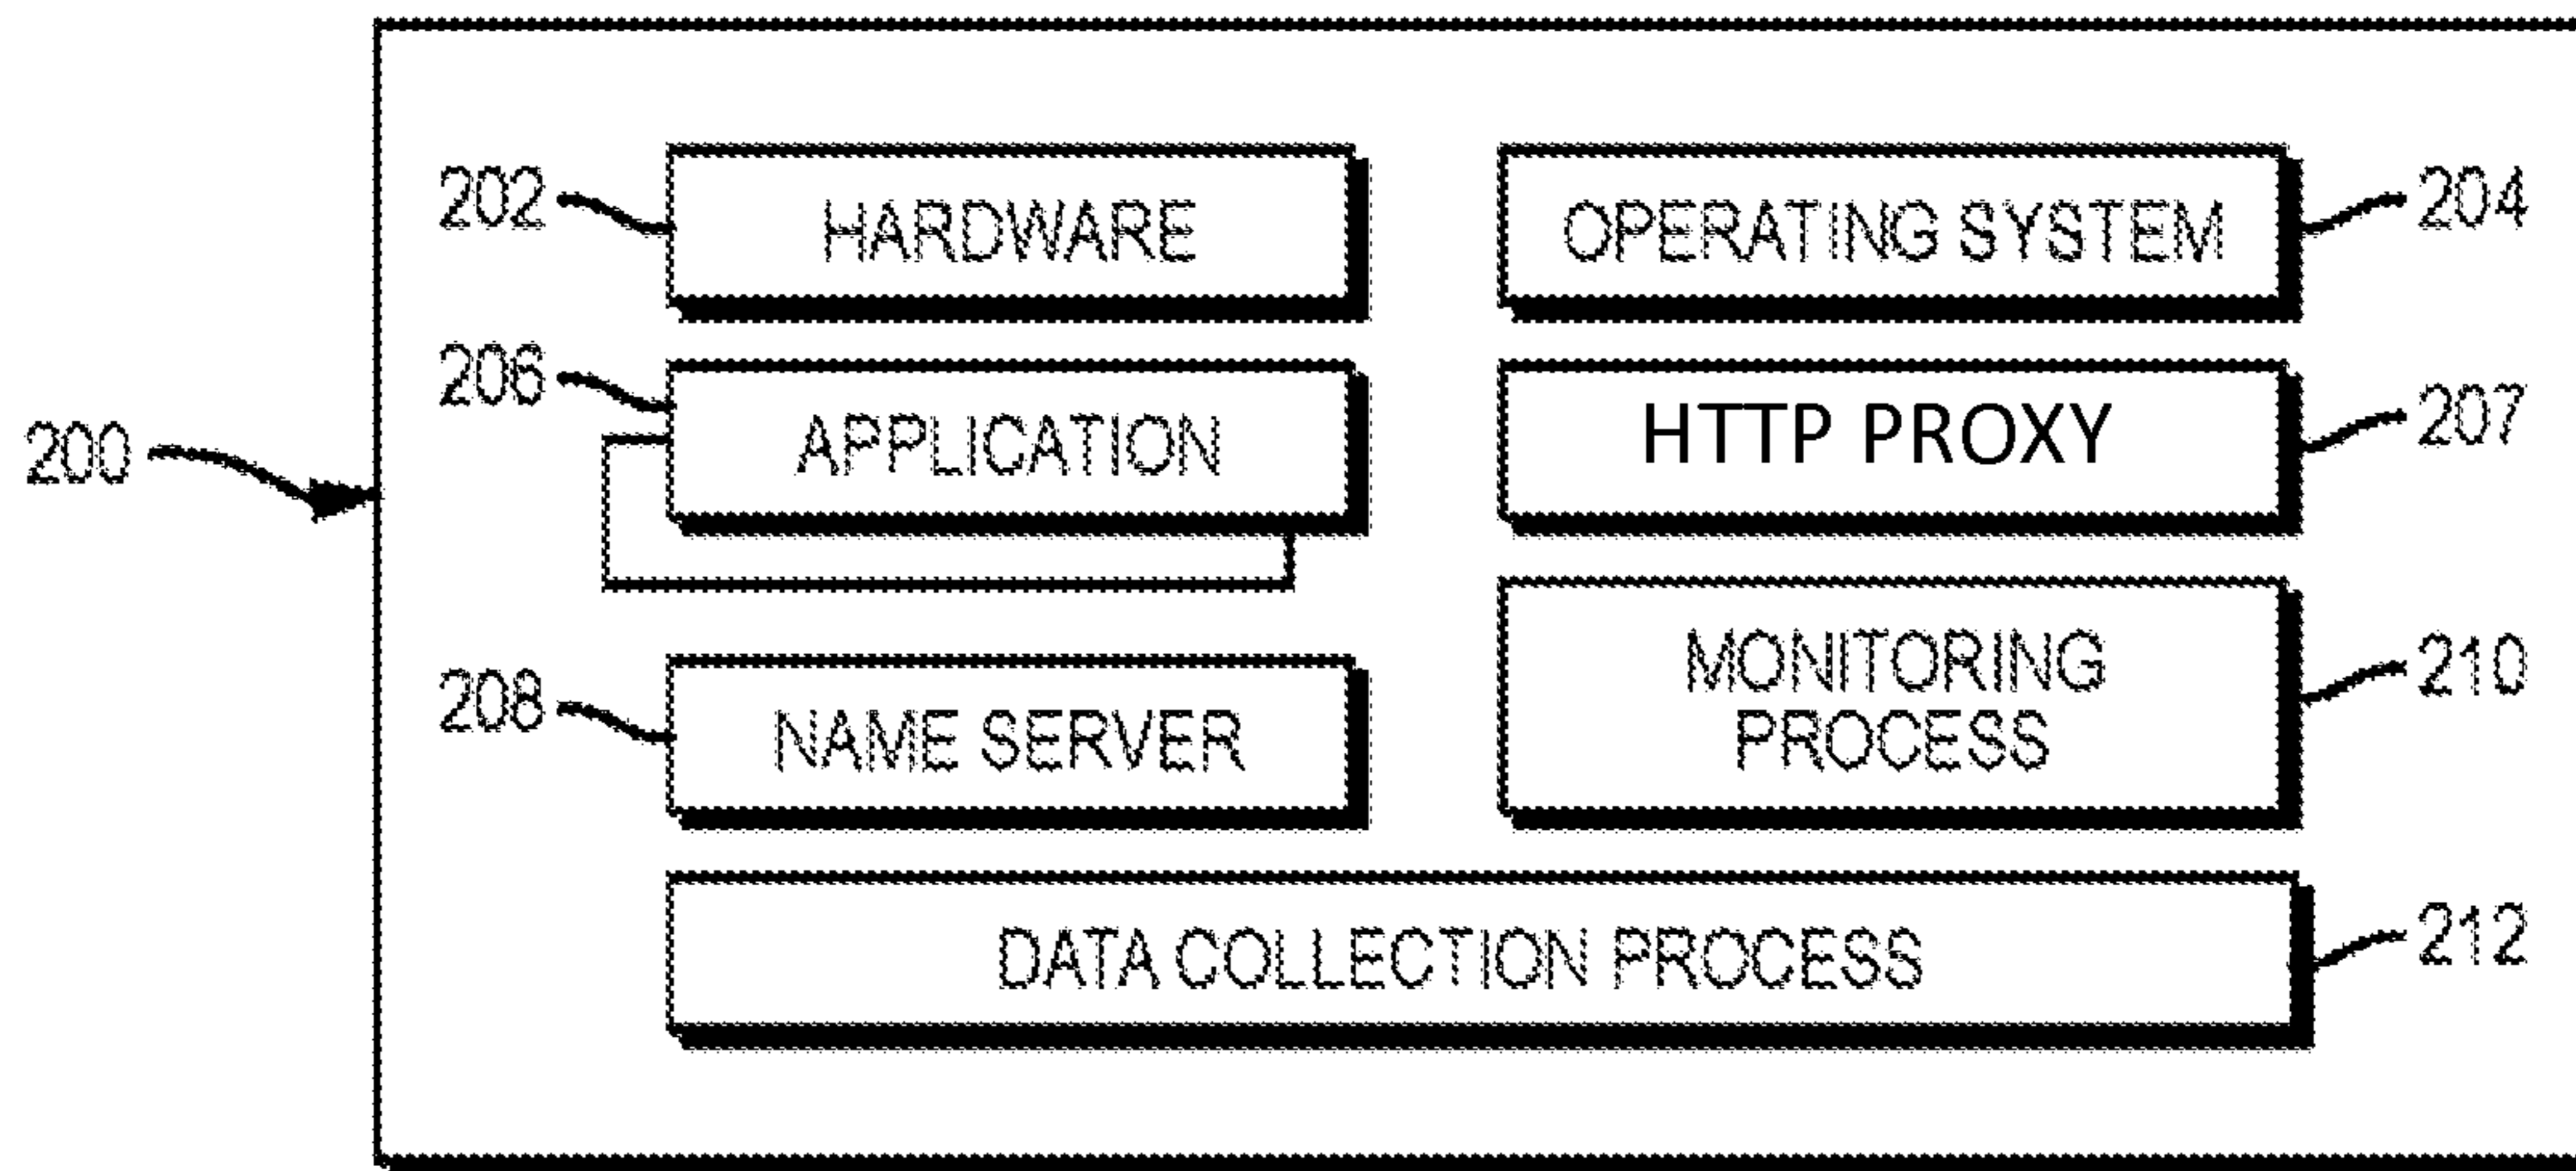 202
HARDWARE
OPERATING SYSTEM
204
206
APPLICATION
HTTP PROXY
207
200
208
NAME SERVER
MONITORING
PROCESS
210
DATA COLLECTION PROCESS
212